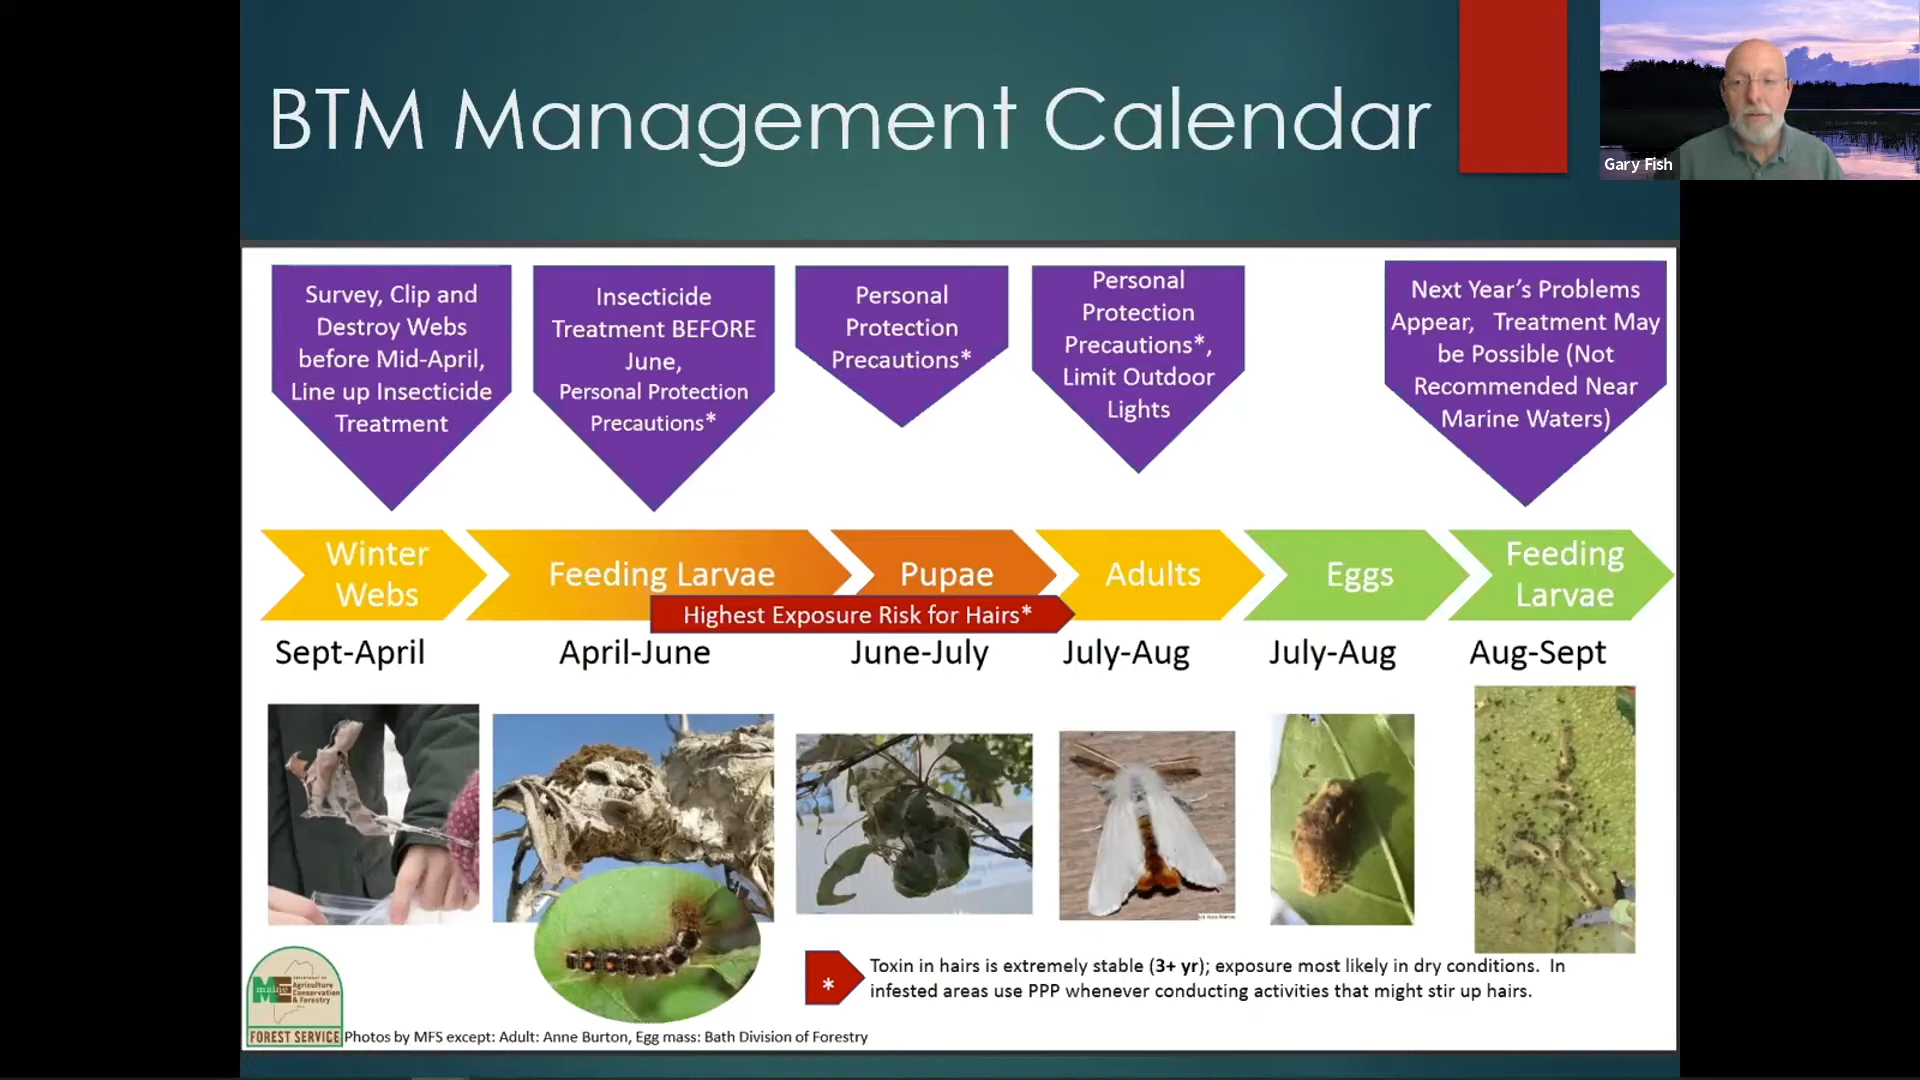 BTM Management Calendar
Gary Fish
Survey, Clip and
Destroy Webs
before Mid-April,
Line up Insecticide
Treatment
Insecticide
Treatment BEFORE
June,
Personal Protection
Precautions*
Personal
Protection
Precautions*
Personal
Protection
Precautions*,
Limit Outdoor
Lights
Next Year's Problems
Appear, Treatment May
be Possible (Not
Recommended Near
Marine Waters)
Winter
Webs
Feeding Larvae
Pupae
Adults
Eggs
Feeding
Larvae
Highest Exposure Risk for Hairs*
Sept-April
April-June
June-July
July-Aug
July-Aug
Aug-Sept
* Toxin in hairs is extremely stable (3+ yr); exposure most likely in dry conditions. In
infested areas use PPP whenever conducting activities that might stir up hairs.
Agriculture
Conservation
& Forestry
FOREST SERVICE
Photos by MFS except: Adult: Anne Burton, Egg mass: Bath Division of Forestry